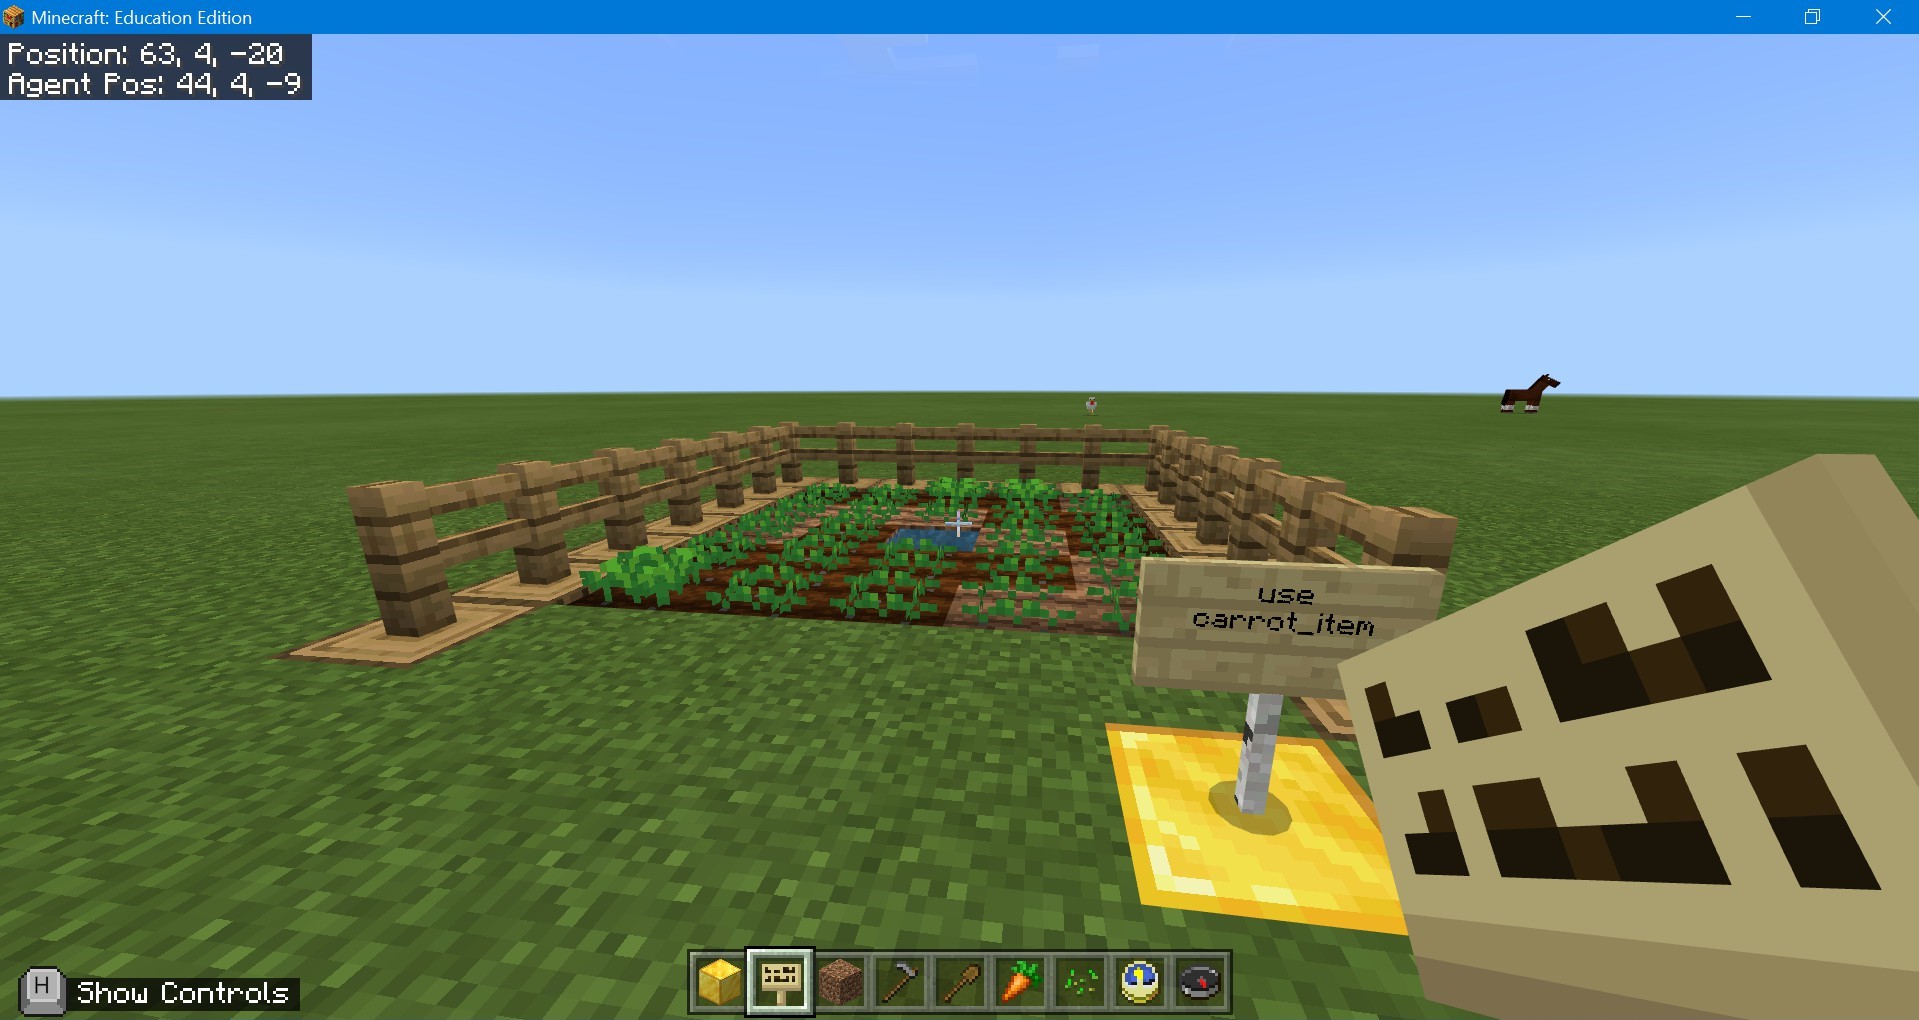 Minecraft: Education Edition
Position: 63, 4, -20
Agent Pos: 44, 4, -9
use
carrot_item
H
Show Controls